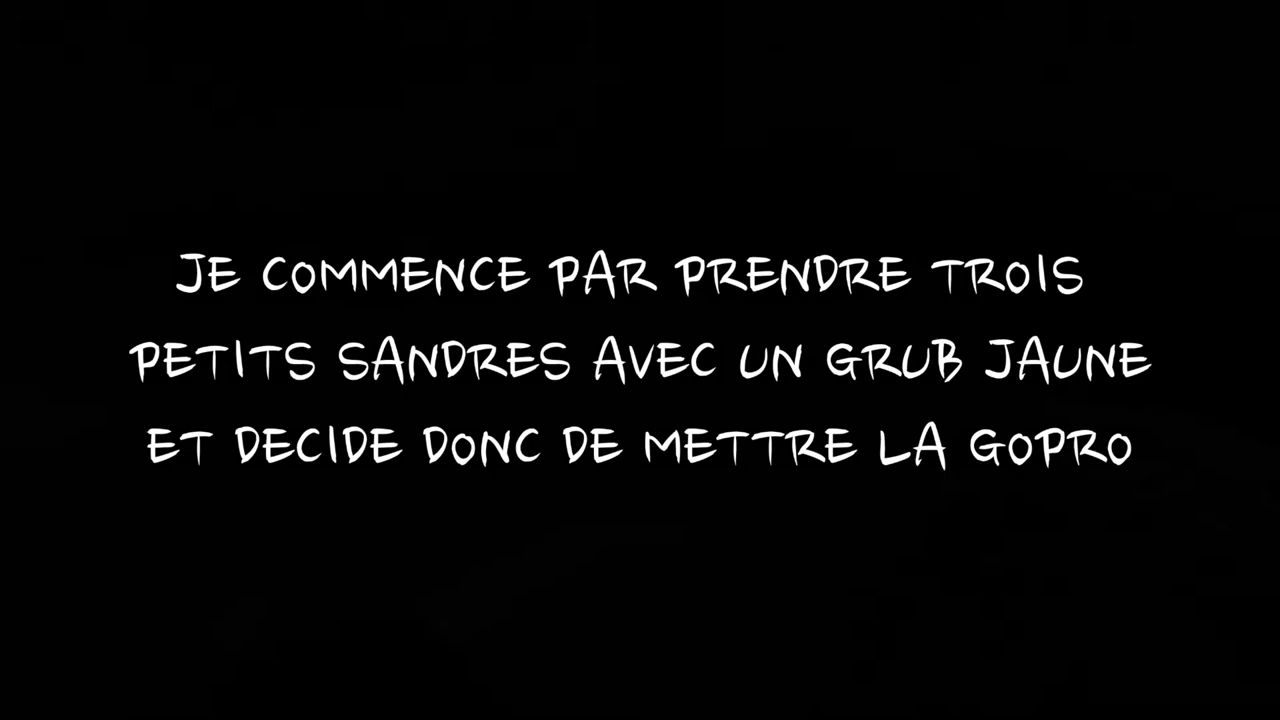 JE COMMENCE PAR PRENDRE TROIS
PETITS SANDRES AVEC UN GRUB JAUNE
ET DECIDE DONC DE METTRE LA GOPRO